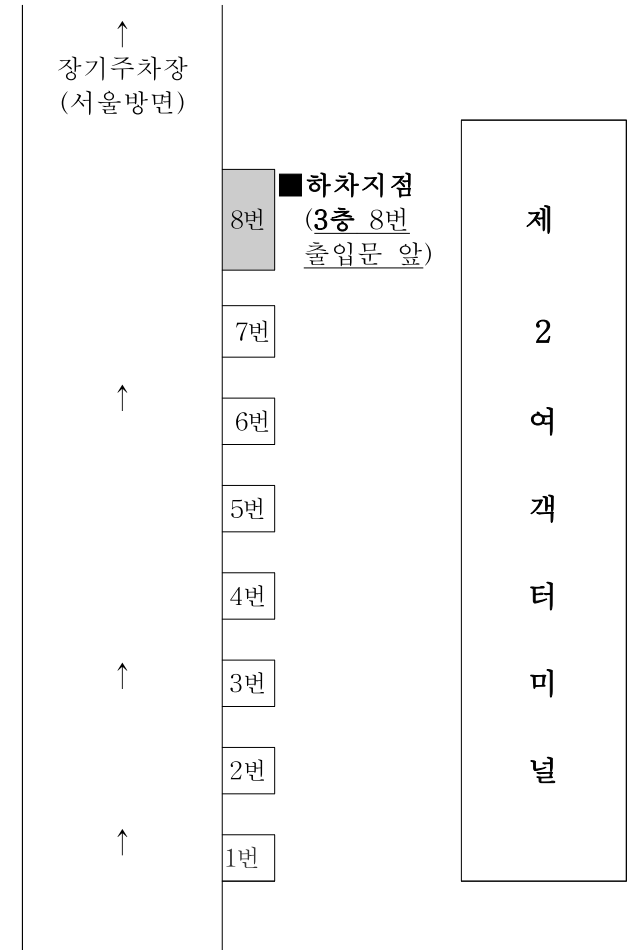 ↑
장기주차장
(서울방면)
8번
■하차지점
(3층 8번
출입문 앞)
7번
↑
6번
5번
4번
↑
3번
2번
↑
1번
제
2
여
객
터
미
널